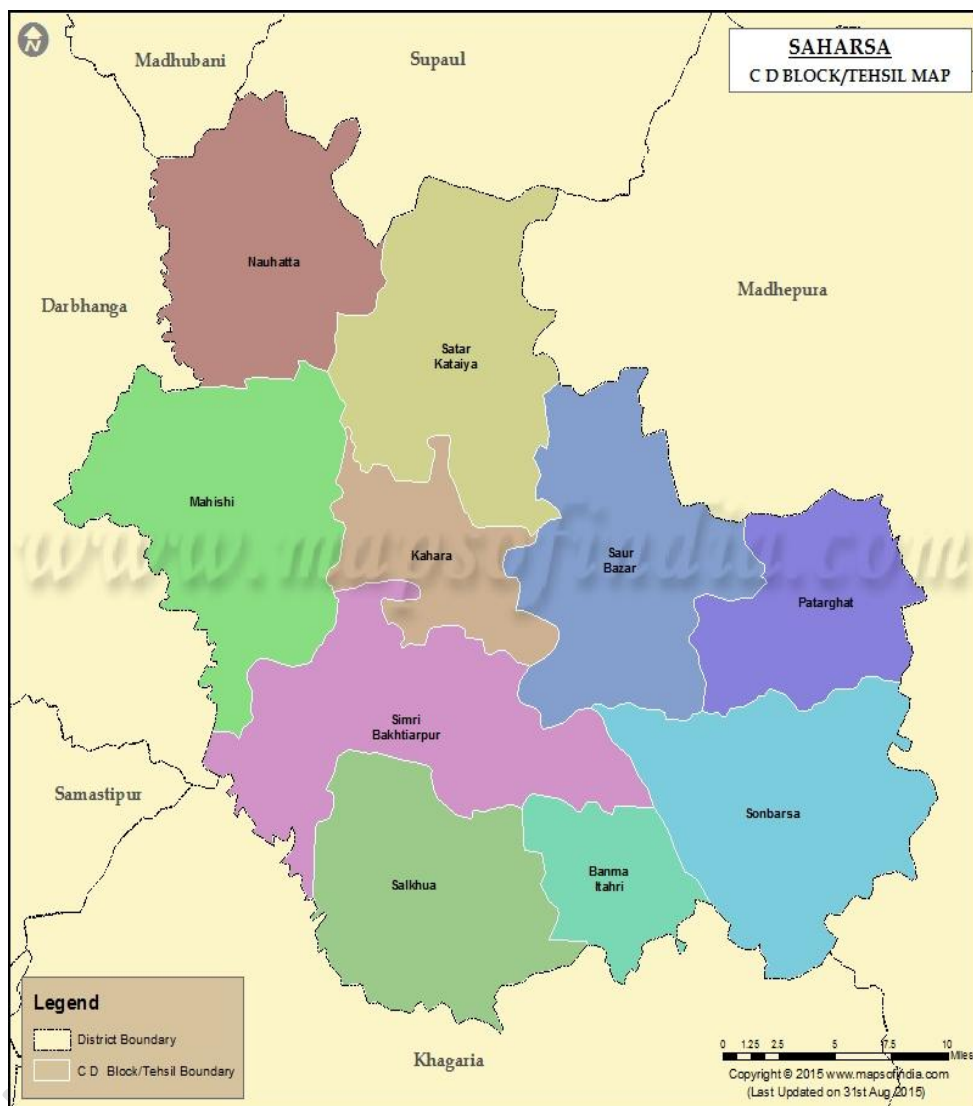 N
SAHARSA
C D BLOCK/TEHSIL MAP
Madhubani
Supaul
Nauhatta
Darbhanga
Madhepura
Satar
Kataiya
Mahishi
www.mapsofindia.com
Kahara
Saur
Bazar
Patarghat
Simri
Bakhtiarpur
Samastipur
Sonbarsa
Salkhua
Banma
Itahri
Legend
District Boundary
C D Block/Tehsil Boundary
Khagaria
0 1.25 2.5 5 7.5 10
Miles
Copyright © 2015 www.mapsofindia.com
(Last Updated on 31st Aug 2015)